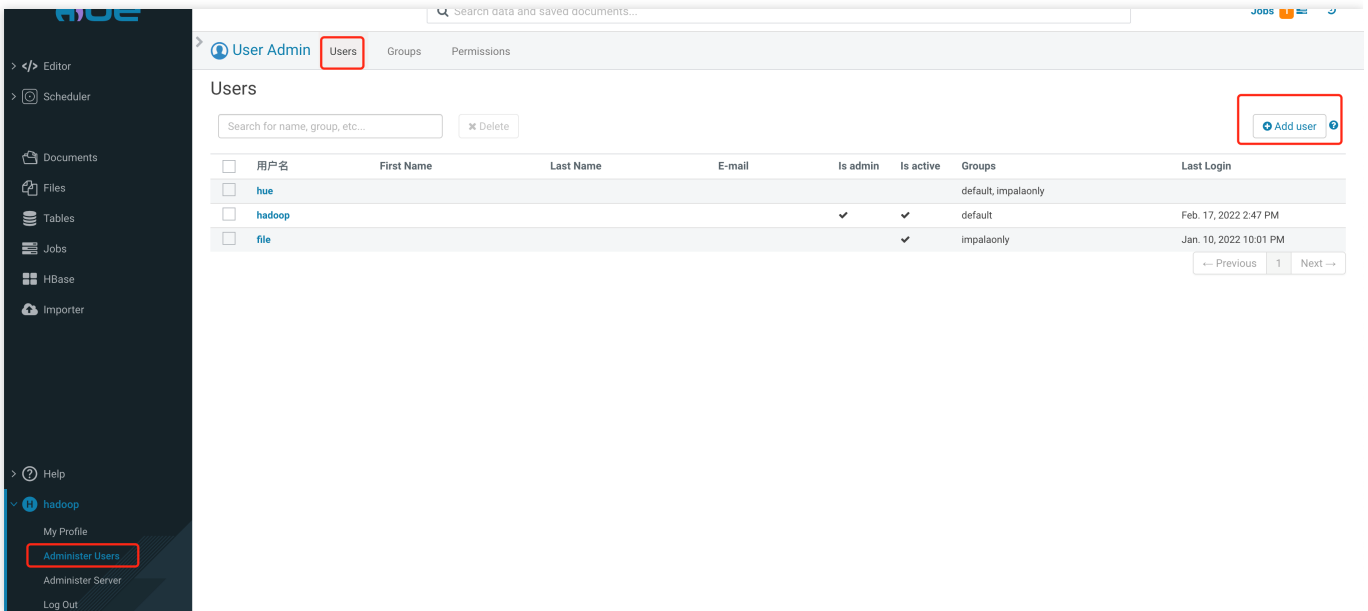 HUE
Search data and saved documents...
Jobs 1
Editor
Scheduler
Documents
Files
Tables
Jobs
HBase
Importer
Help
H hadoop
My Profile
Administer Users
Administer Server
Log Out
User Admin Users Groups Permissions
Users
Search for name, group, etc... Delete Add user
用户名 First Name Last Name E-mail Is admin Is active Groups Last Login
hue default, impalaonly
hadoop default Feb. 17, 2022 2:47 PM
file impalaonly Jan. 10, 2022 10:01 PM
← Previous 1 Next →